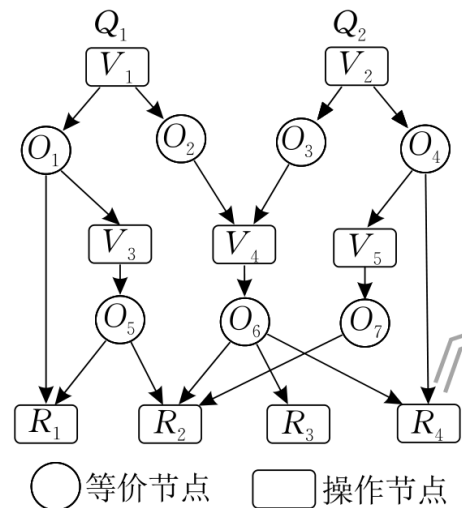 Q₁ Q₂
V₁ V₂
O₁ O₂ O₃ O₄
V₃ V₄ V₅
O₅ O₆ O₇
R₁ R₂ R₃ R₄
等价节点 操作节点